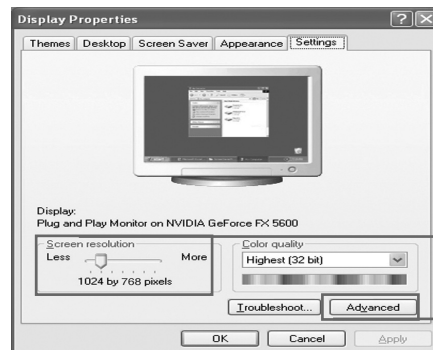 Display Properties
Themes Desktop Screen Saver Appearance Settings
Display:
Plug and Play Monitor on NVIDIA GeForce FX 5600
Screen resolution
Less More
1024 by 768 pixels
Color quality
Highest (32 bit)
Troubleshoot... Advanced
OK Cancel Apply